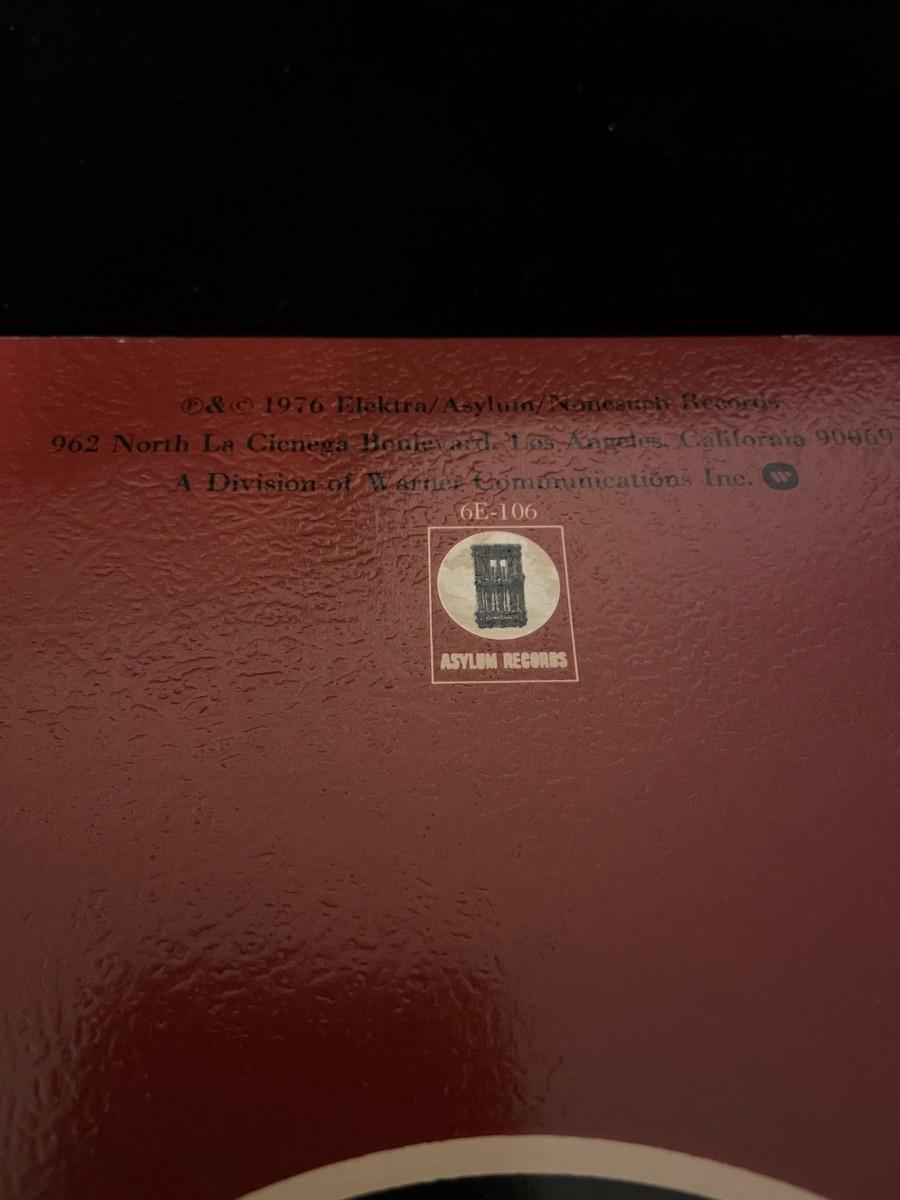 ℗&© 1976 Elektra/Asylum/Nonesuch Records
962 North La Cienega Boulevard, Los Angeles, California 90069
A Division of Warner Communications Inc.
6E-106
ASYLUM RECORDS